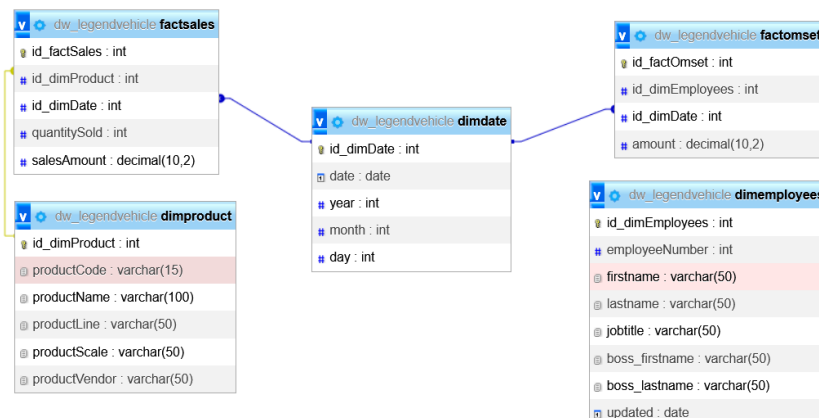 dw_legendvehicle factsales
id_factSales : int
id_dimProduct : int
id_dimDate : int
quantitySold : int
salesAmount : decimal(10,2)
dw_legendvehicle dimproduct
id_dimProduct : int
productCode : varchar(15)
productName : varchar(100)
productLine : varchar(50)
productScale : varchar(50)
productVendor : varchar(50)
v dw_legendvehicle dimdate
id_dimDate : int
date : date
# year : int
# month : int
# day : int
v dw_legendvehicle factomset
id_factOmset : int
# id_dimEmployees : int
# id_dimDate : int
# amount : decimal(10,2)
v dw_legendvehicle dimemployees
id_dimEmployees : int
# employeeNumber : int
firstname : varchar(50)
lastname : varchar(50)
jobtitle : varchar(50)
boss_firstname : varchar(50)
boss_lastname : varchar(50)
updated : date